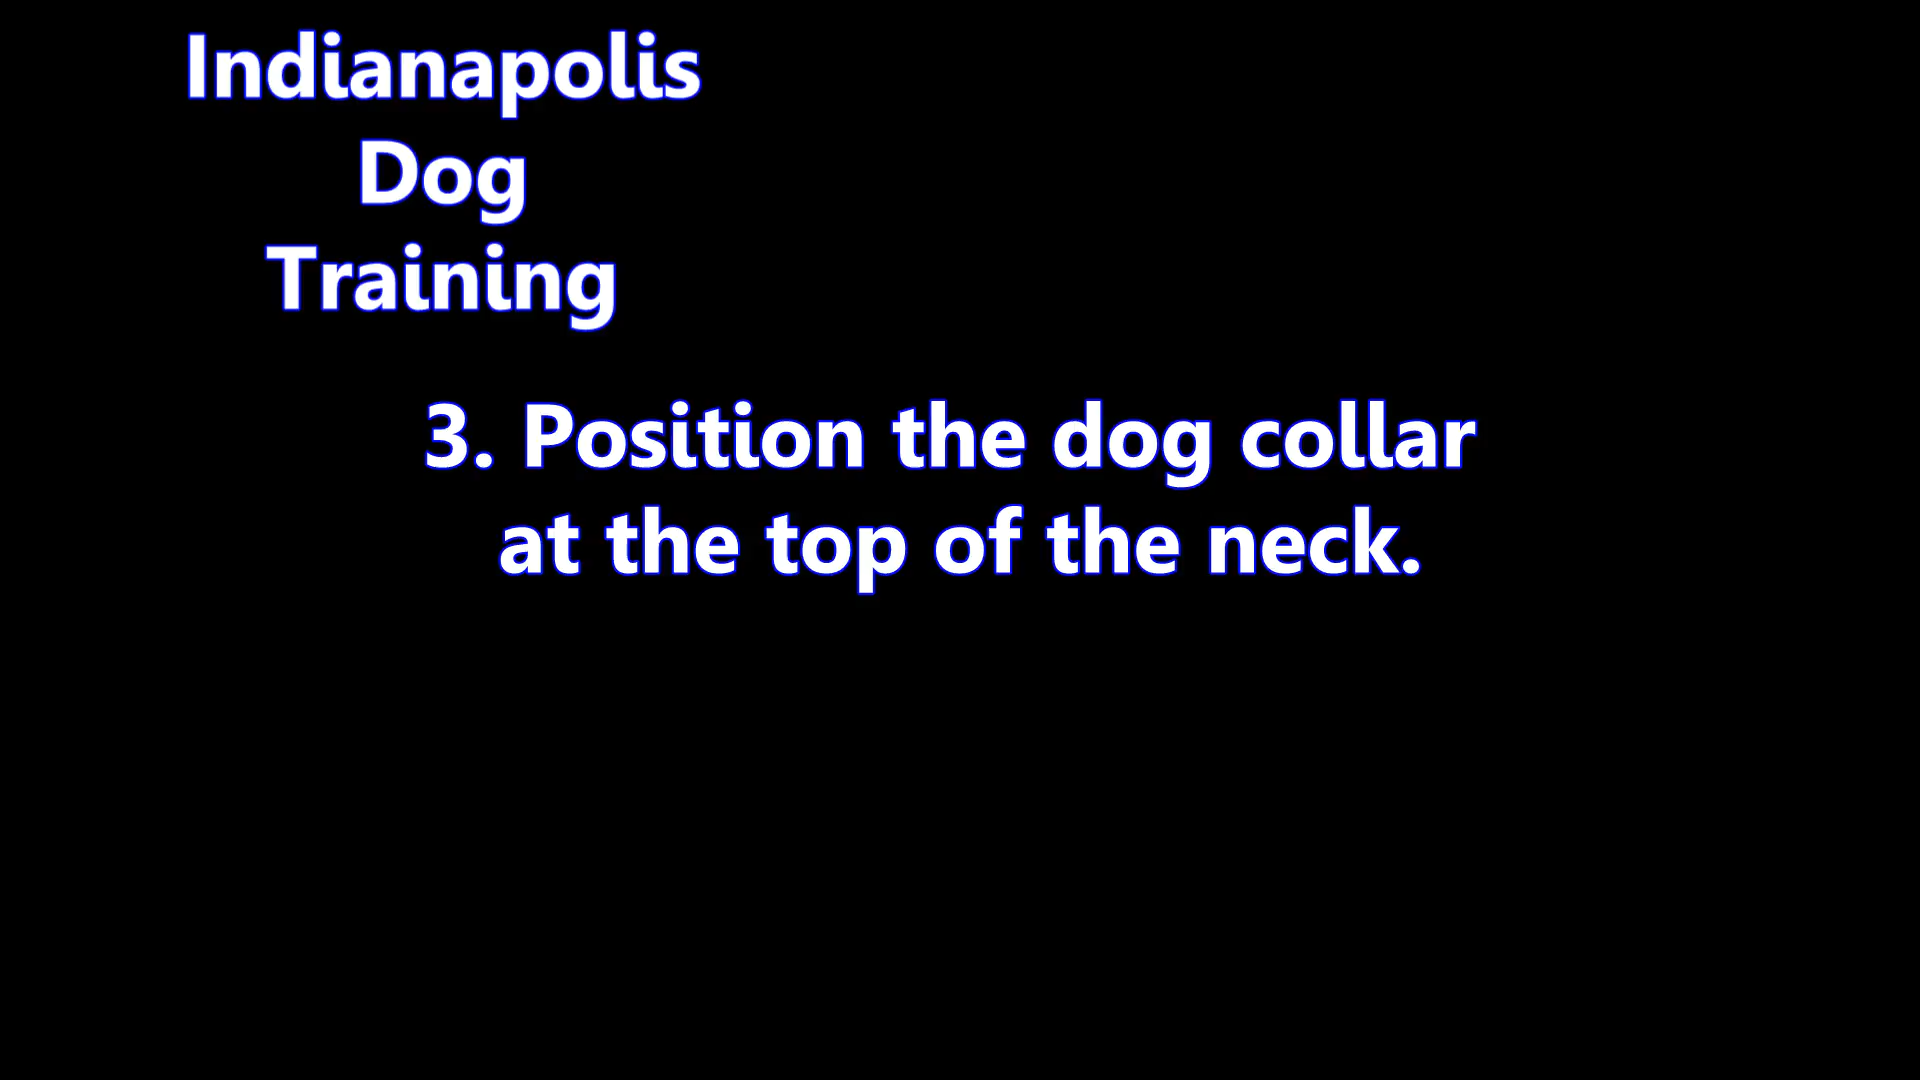 Indianapolis
Dog
Training
3. Position the dog collar
at the top of the neck.